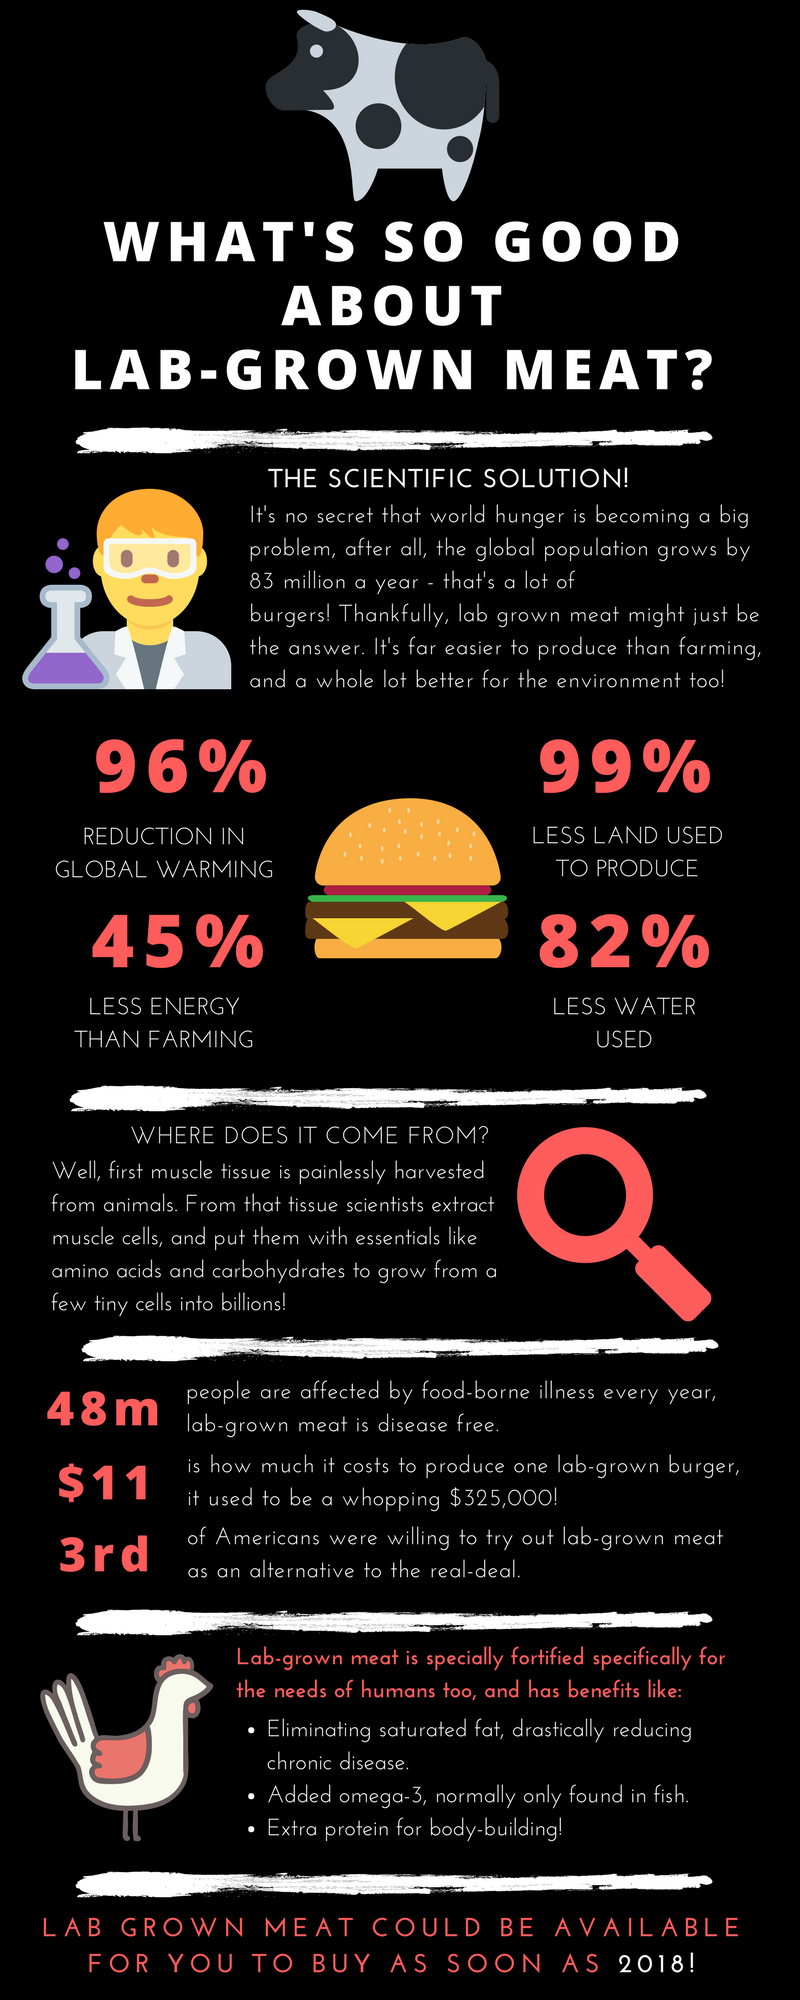 WHAT'S SO GOOD
ABOUT
LAB-GROWN MEAT?
THE SCIENTIFIC SOLUTION!
It's no secret that world hunger is becoming a big
problem, after all, the global population grows by
83 million a year - that's a lot of
burgers! Thankfully, lab grown meat might just be
the answer. It's far easier to produce than farming,
and a whole lot better for the environment too!
96%
REDUCTION IN
GLOBAL WARMING
99%
LESS LAND USED
TO PRODUCE
45%
LESS ENERGY
THAN FARMING
82%
LESS WATER
USED
WHERE DOES IT COME FROM?
Well, first muscle tissue is painlessly harvested
from animals. From that tissue scientists extract
muscle cells, and put them with essentials like
amino acids and carbohydrates to grow from a
few tiny cells into billions!
48m
people are affected by food-borne illness every year,
lab-grown meat is disease free.
$11
is how much it costs to produce one lab-grown burger,
it used to be a whopping $325,000!
3rd
of Americans were willing to try out lab-grown meat
as an alternative to the real-deal.
Lab-grown meat is specially fortified specifically for
the needs of humans too, and has benefits like:
• Eliminating saturated fat, drastically reducing
chronic disease.
• Added omega-3, normally only found in fish.
• Extra protein for body-building!
LAB GROWN MEAT COULD BE AVAILABLE
FOR YOU TO BUY AS SOON AS 2018!